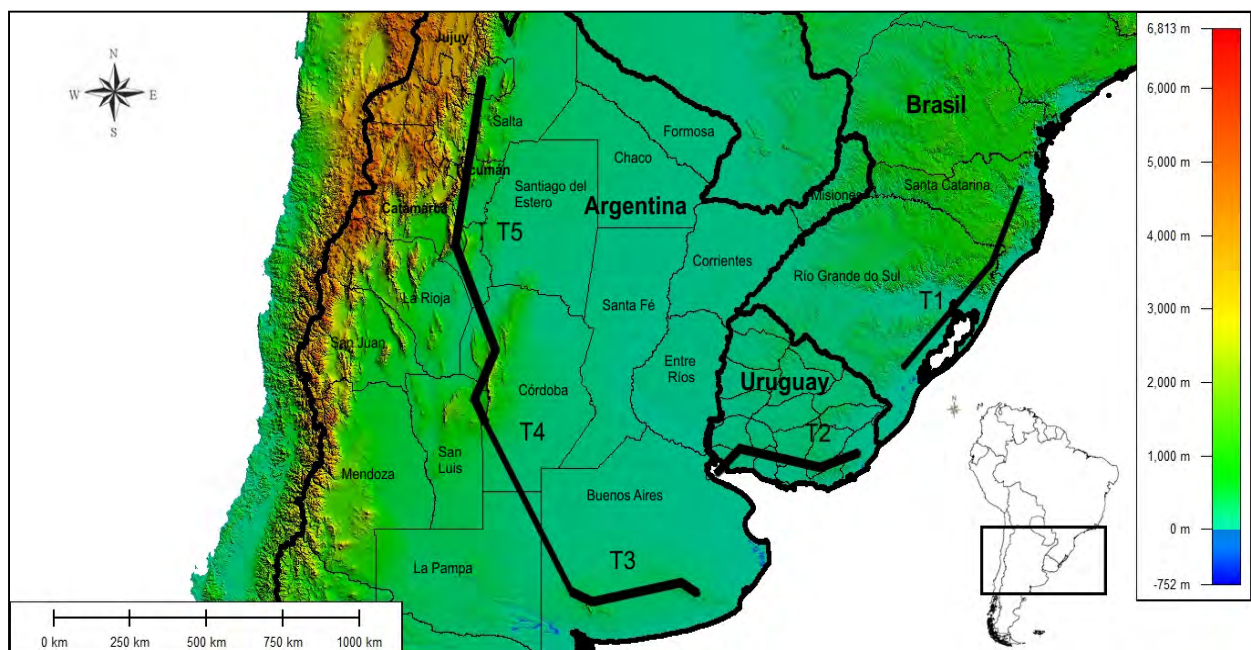 N
W E
S
Jujuy
Salta
Tucumán
Catamarca
Santiago del
Estero
Formosa
Chaco
Argentina
Brasil
Santa Catarina
Misiones
T5
Corrientes
Río Grande do Sul
T1
La Rioja
Santa Fé
San Juan
Entre
Ríos
Uruguay
Córdoba
T4
T2
San
Luis
Mendoza
Buenos Aires
T3
La Pampa
0 km 250 km 500 km 750 km 1000 km
N
6,813 m
6,000 m
5,000 m
4,000 m
3,000 m
2,000 m
1,000 m
0 m
-752 m